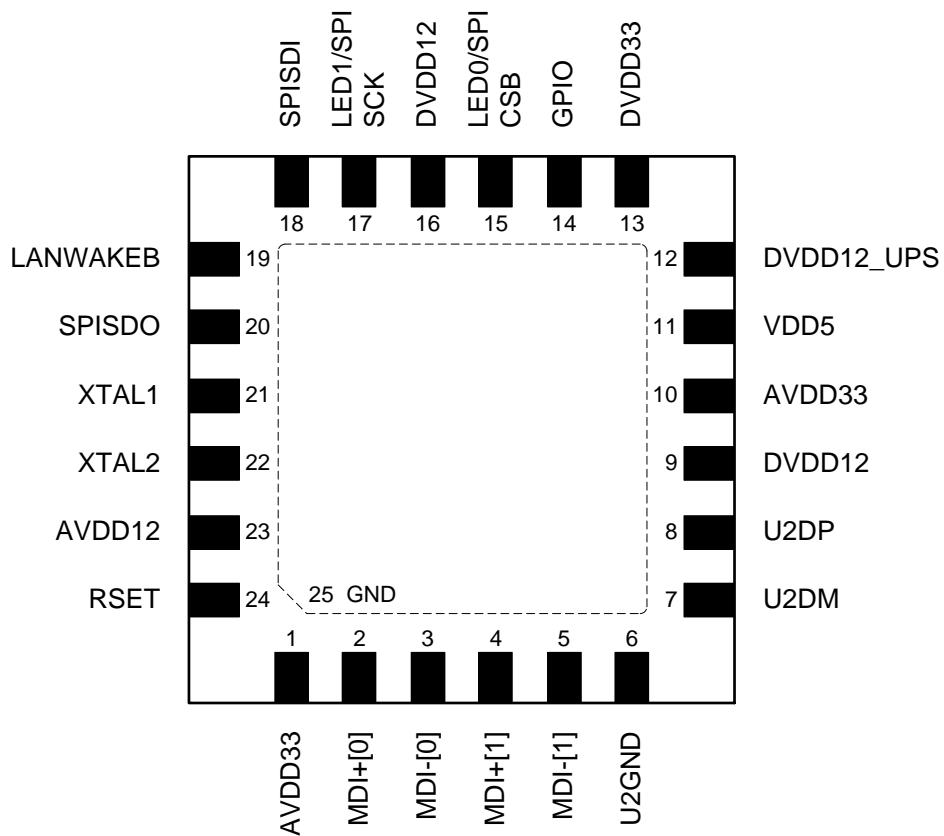 SPISDI
LED1/SPI
SCK
DVDD12
LED0/SPI
CSB
GPIO
DVDD33
18
17
16
15
14
13
LANWAKEB
19
12
DVDD12_UPS
SPISDO
20
11
VDD5
XTAL1
21
10
AVDD33
XTAL2
22
9
DVDD12
AVDD12
23
8
U2DP
RSET
24
25 GND
7
U2DM
1
2
3
4
5
6
AVDD33
MDI+[0]
MDI-[0]
MDI+[1]
MDI-[1]
U2GND